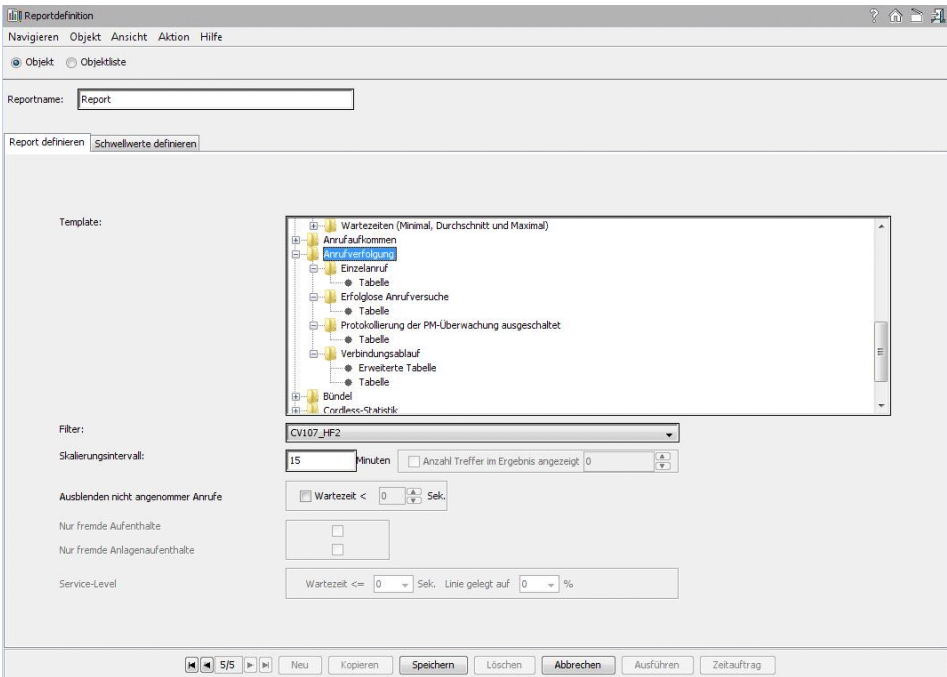 Reportdefinition
Navigieren Objekt Ansicht Aktion Hilfe
Objekt Objektliste
Reportname: Report
Report definieren Schwellwerte definieren
Template:
Wartezeiten (Minimal, Durchschnitt und Maximal)
Anrufaufkommen
Anrufverfolgung
Einzelanruf
Tabelle
Erfolglose Anrufversuche
Tabelle
Protokollierung der PM-Überwachung ausgeschaltet
Tabelle
Verbindungsablauf
Erweiterte Tabelle
Tabelle
Bündel
Cordless-Statistik
Filter: CV107_HF2
Skalierungsintervall: 15 Minuten Anzahl Treffer im Ergebnis angezeigt 0
Ausblenden nicht angenommer Anrufe Wartezeit < 0 Sek.
Nur fremde Aufenthalte
Nur fremde Anlagenaufenthalte
Service-Level Wartezeit <= 0 Sek. Linie gelegt auf 0 %
5/5 Neu Kopieren Speichern Löschen Abbrechen Ausführen Zeitauftrag